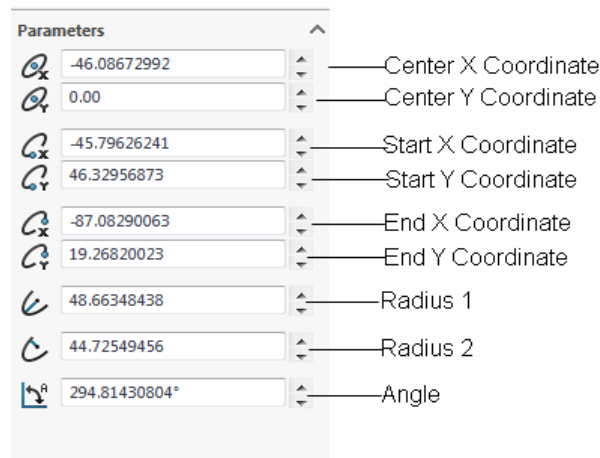 Parameters
-46.08672992 Center X Coordinate
0.00 Center Y Coordinate
-45.79626241 Start X Coordinate
46.32956873 Start Y Coordinate
-87.08290063 End X Coordinate
19.26820023 End Y Coordinate
48.66348438 Radius 1
44.72549456 Radius 2
294.81430804° Angle